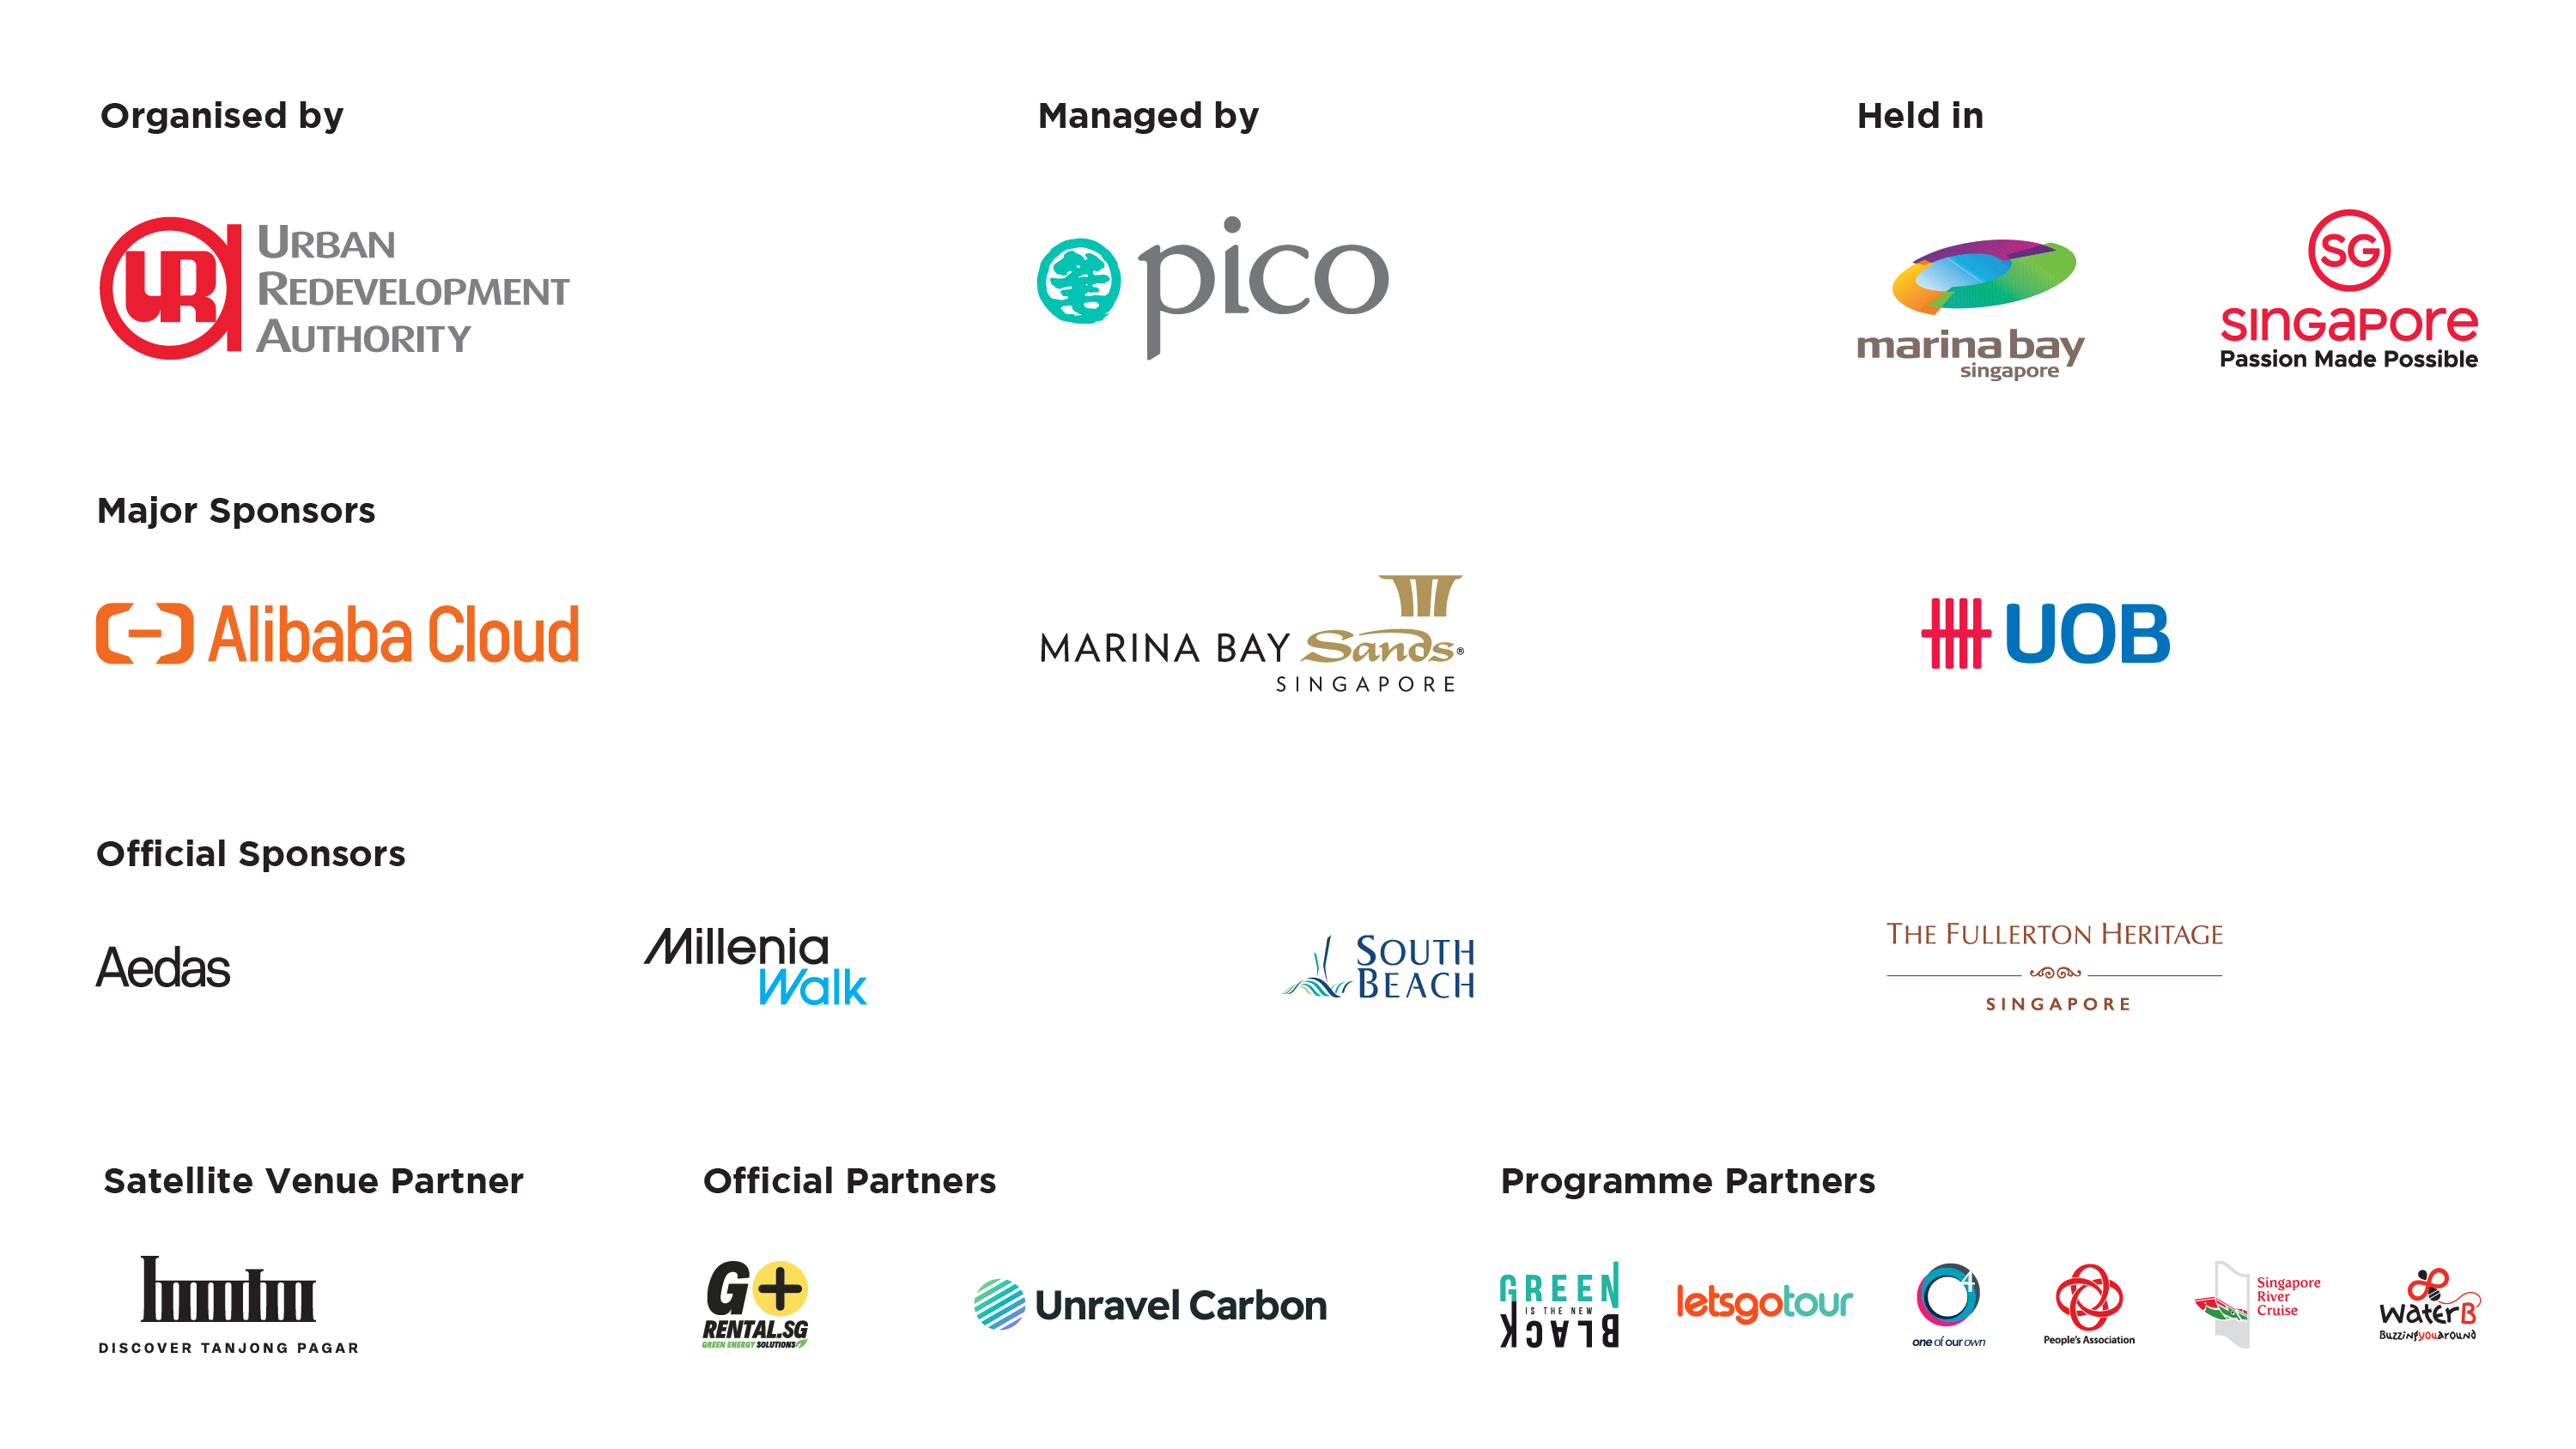 Organised by
Managed by
Held in
URBAN
REDEVELOPMENT
AUTHORITY
pico
marina bay
singapore
SG
singapore
Passion Made Possible
Major Sponsors
Alibaba Cloud
MARINA BAY Sands®
SINGAPORE
UOB
Official Sponsors
Aedas
Millenia
Walk
SOUTH
BEACH
THE FULLERTON HERITAGE
SINGAPORE
Satellite Venue Partner
DISCOVER TANJONG PAGAR
Official Partners
G+
RENTAL.SG
GREEN ENERGY SOLUTIONS
Unravel Carbon
Programme Partners
GREEN
IS THE NEW
BLACK
letsgotour
O4
one of our own
People's Association
Singapore
River
Cruise
WaterB
Buzzingyouaround